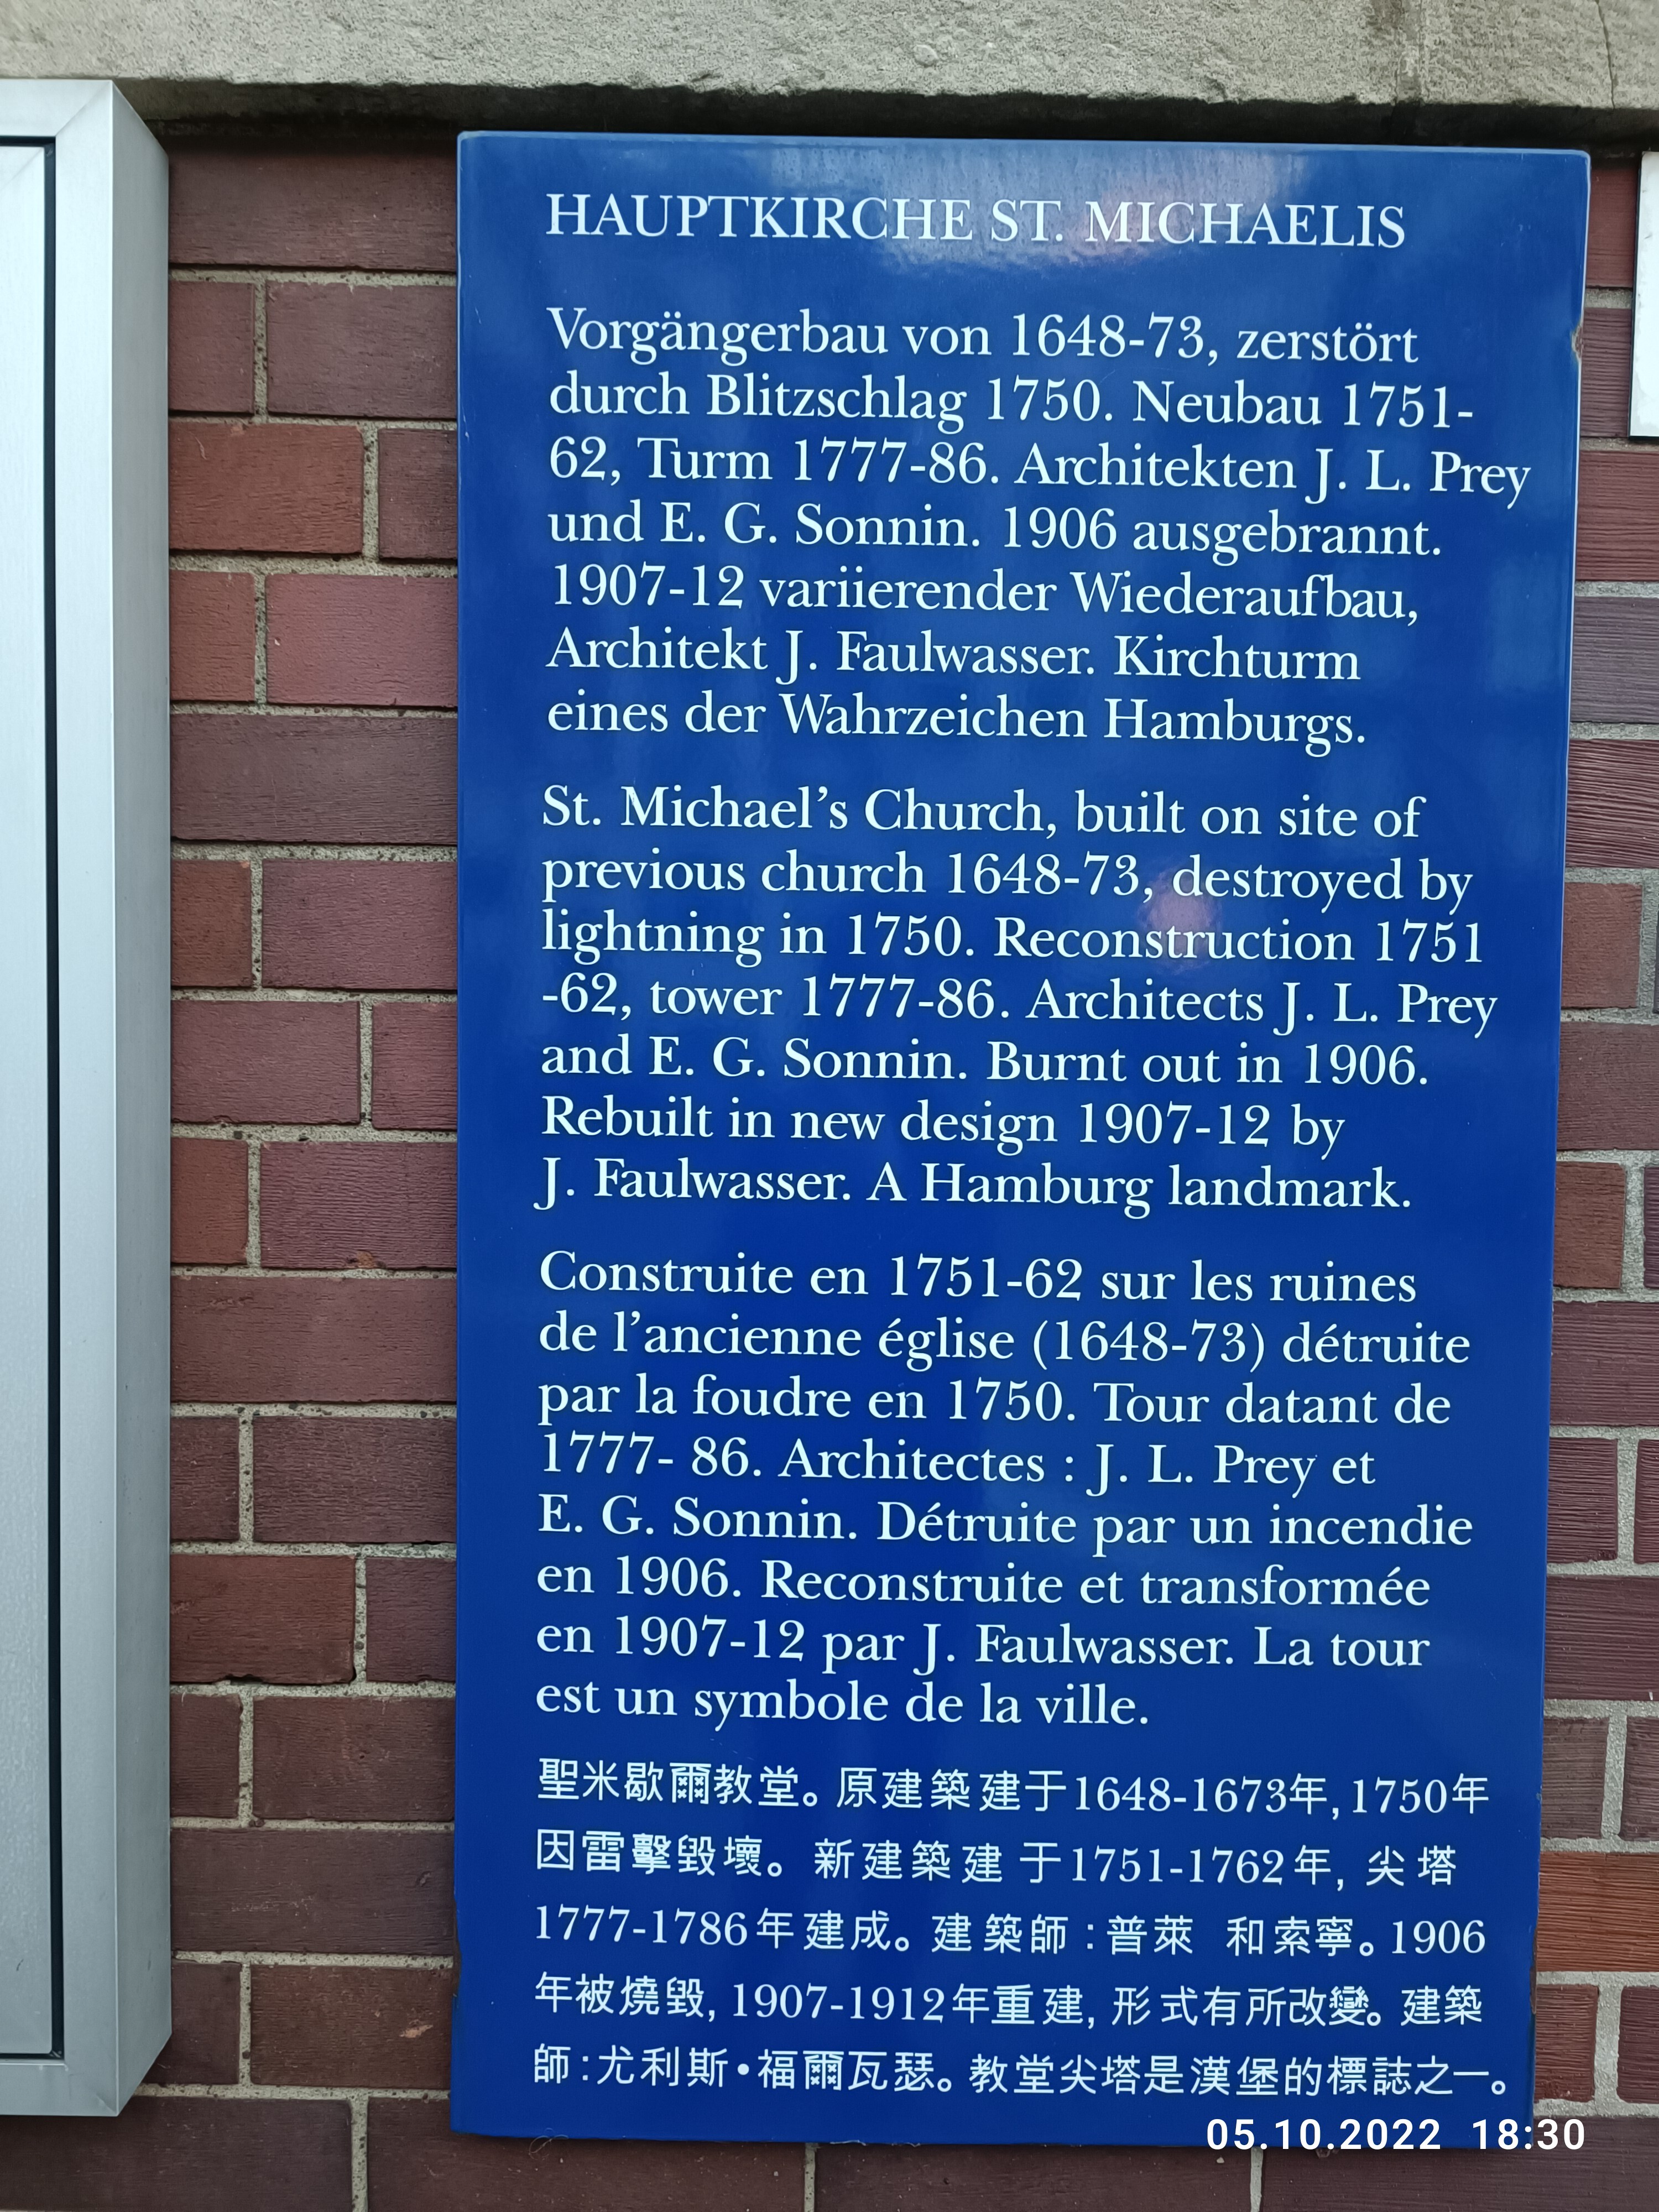 HAUPTKIRCHE ST. MICHAELIS
Vorgängerbau von 1648-73, zerstört
durch Blitzschlag 1750. Neubau 1751-
62, Turm 1777-86. Architekten J. L. Prey
und E. G. Sonnin. 1906 ausgebrannt.
1907-12 variierender Wiederaufbau,
Architekt J. Faulwasser. Kirchturm
eines der Wahrzeichen Hamburgs.
St. Michael's Church, built on site of
previous church 1648-73, destroyed by
lightning in 1750. Reconstruction 1751
-62, tower 1777-86. Architects J. L. Prey
and E. G. Sonnin. Burnt out in 1906.
Rebuilt in new design 1907-12 by
J. Faulwasser. A Hamburg landmark.
Construite en 1751-62 sur les ruines
de l'ancienne église (1648-73) détruite
par la foudre en 1750. Tour datant de
1777- 86. Architectes : J. L. Prey et
E. G. Sonnin. Détruite par un incendie
en 1906. Reconstruite et transformée
en 1907-12 par J. Faulwasser. La tour
est un symbole de la ville.
聖米歇爾教堂。原建築建于1648-1673年, 1750年
因雷擊毀壞。新建築建于1751-1762年, 尖塔
1777-1786年建成。建築師:普萊 和索寧。1906
年被燒毀, 1907-1912年重建, 形式有所改變。建築
師:尤利斯•福爾瓦瑟。教堂尖塔是漢堡的標誌之一。
05.10.2022 18:30